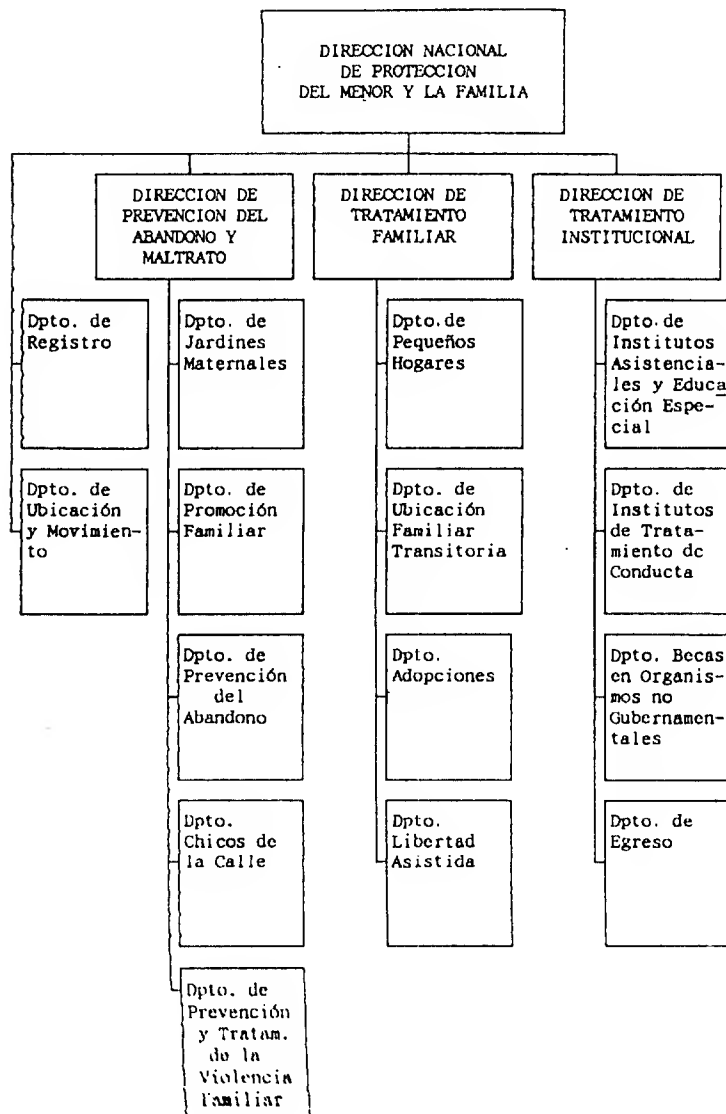 DIRECCION NACIONAL
DE PROTECCION
DEL MENOR Y LA FAMILIA
DIRECCION DE
PREVENCION DEL
ABANDONO Y
MALTRATO
DIRECCION DE
TRATAMIENTO
FAMILIAR
DIRECCION DE
TRATAMIENTO
INSTITUCIONAL
Dpto. de
Registro
Dpto. de
Ubicación
y Movimien-
to
Dpto. de
Jardines
Maternales
Dpto. de
Promoción
Familiar
Dpto. de
Prevención
del
Abandono
Dpto.
Chicos de
la Calle
Dpto. de
Prevención
y Tratam.
de la
Violencia
Familiar
Dpto. de
Pequeños
Hogares
Dpto. de
Ubicación
Familiar
Transitoria
Dpto.
Adopciones
Dpto.
Libertad
Asistida
Dpto. de
Institutos
Asistencia-
les y Educa
ción Espe-
cial
Dpto. de
Institutos
de Trata-
miento de
Conducta
Dpto. Becas
en Organis-
mos no
Gubernamen-
tales
Dpto. de
Egreso